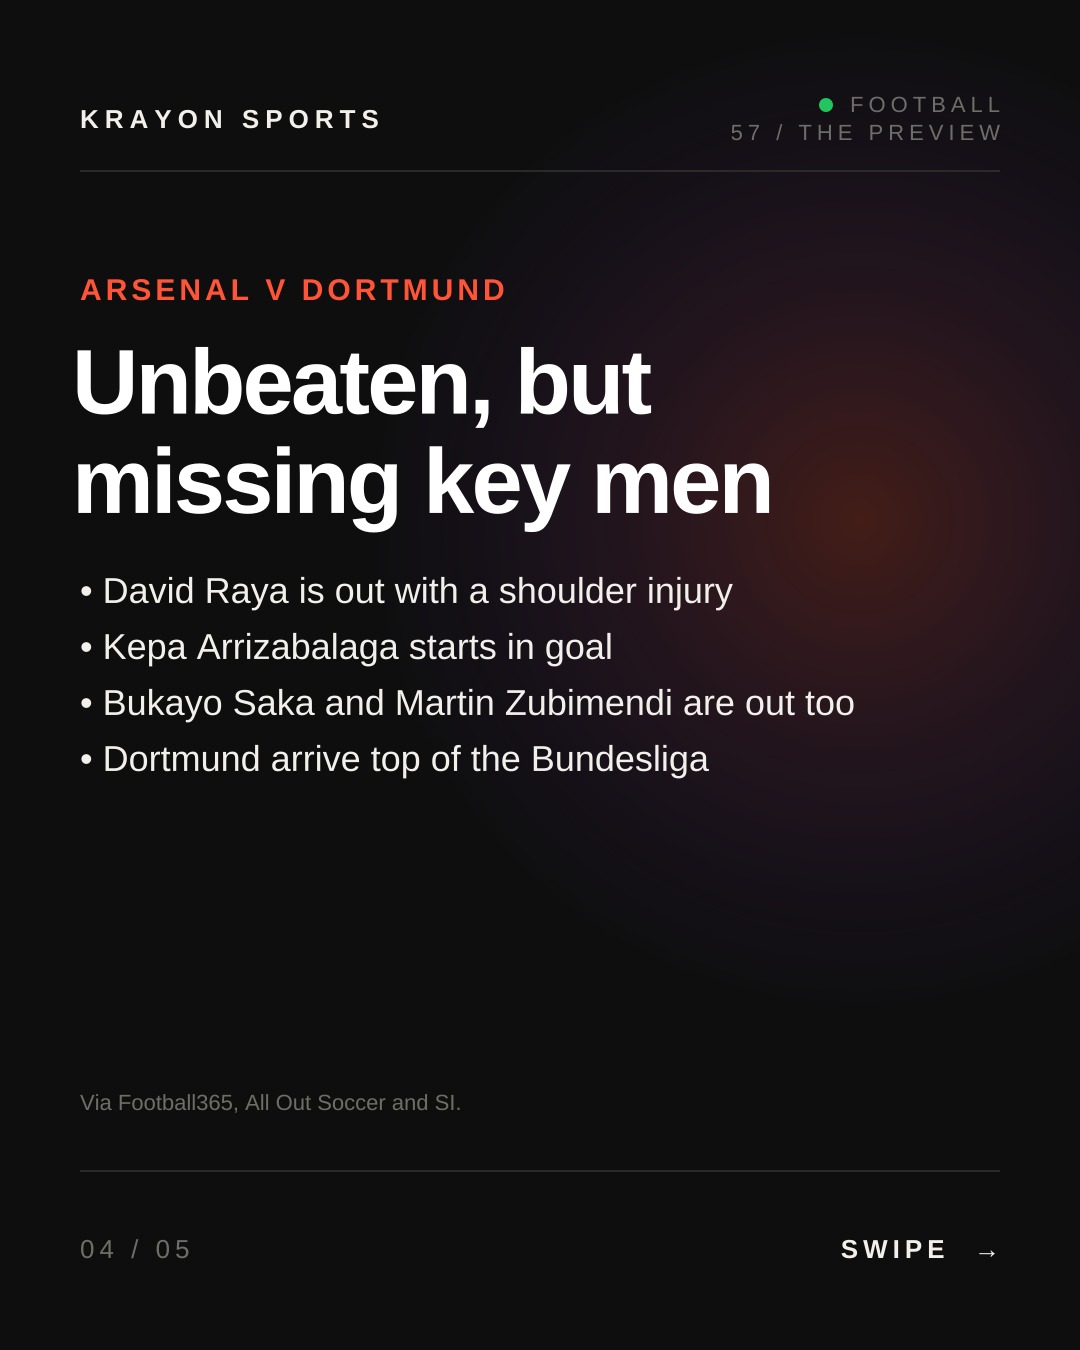 KRAYON SPORTS
FOOTBALL
57 / THE PREVIEW
ARSENAL V DORTMUND
Unbeaten, but
missing key men
• David Raya is out with a shoulder injury
• Kepa Arrizabalaga starts in goal
• Bukayo Saka and Martin Zubimendi are out too
• Dortmund arrive top of the Bundesliga
Via Football365, All Out Soccer and SI.
04 / 05
SWIPE →